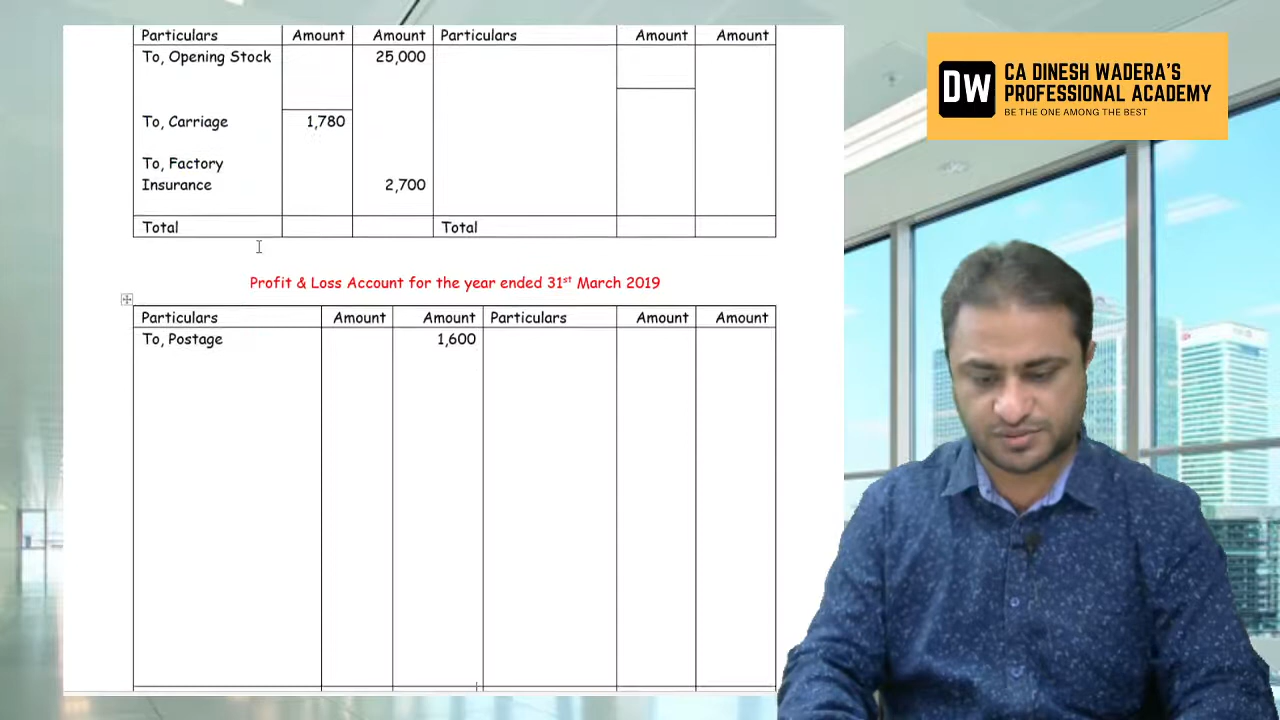 Particulars Amount Amount Particulars Amount Amount
To, Opening Stock 25,000
To, Carriage 1,780
To, Factory
Insurance 2,700
Total Total
Profit & Loss Account for the year ended 31st March 2019
Particulars Amount Amount Particulars Amount Amount
To, Postage 1,600
DW
CA DINESH WADERA'S
PROFESSIONAL ACADEMY
BE THE ONE AMONG THE BEST